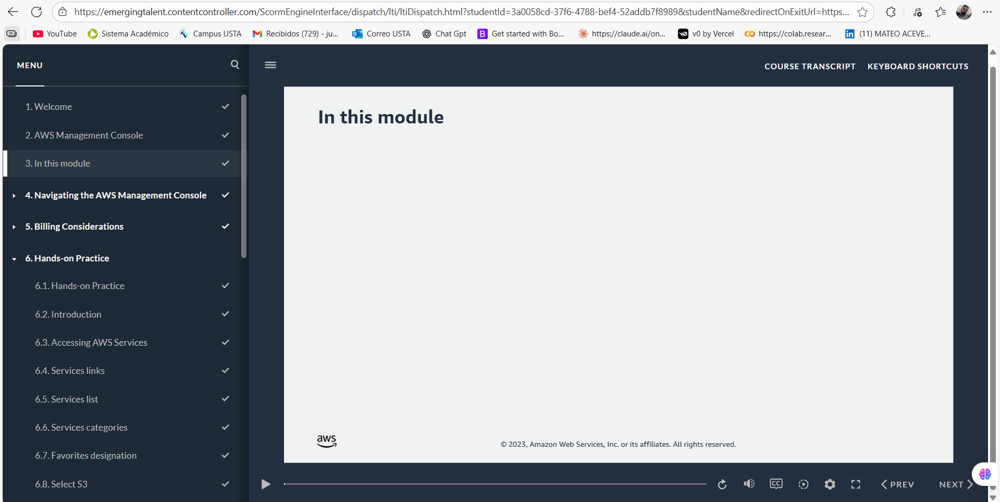 https://emergingtalent.contentcontroller.com/ScormEngineInterface/dispatch/lti/ltiDispatch.html?studentId=3a0058cd-37f6-4788-bef4-52addb7f8989&studentName&redirectOnExitUrl=https...
YouTube Sistema Académico Campus USTA Recibidos (729) - ju... Correo USTA Chat Gpt B Get started with Bo... https://claude.ai/on... v0 v0 by Vercel https://colab.resear... in (11) MATEO ACEVE...
MENU
COURSE TRANSCRIPT KEYBOARD SHORTCUTS
1. Welcome
2. AWS Management Console
3. In this module
4. Navigating the AWS Management Console
5. Billing Considerations
6. Hands-on Practice
6.1. Hands-on Practice
6.2. Introduction
6.3. Accessing AWS Services
6.4. Services links
6.5. Services list
6.6. Services categories
6.7. Favorites designation
6.8. Select S3
In this module
aws
© 2023, Amazon Web Services, Inc. or its affiliates. All rights reserved.
CC
PREV NEXT